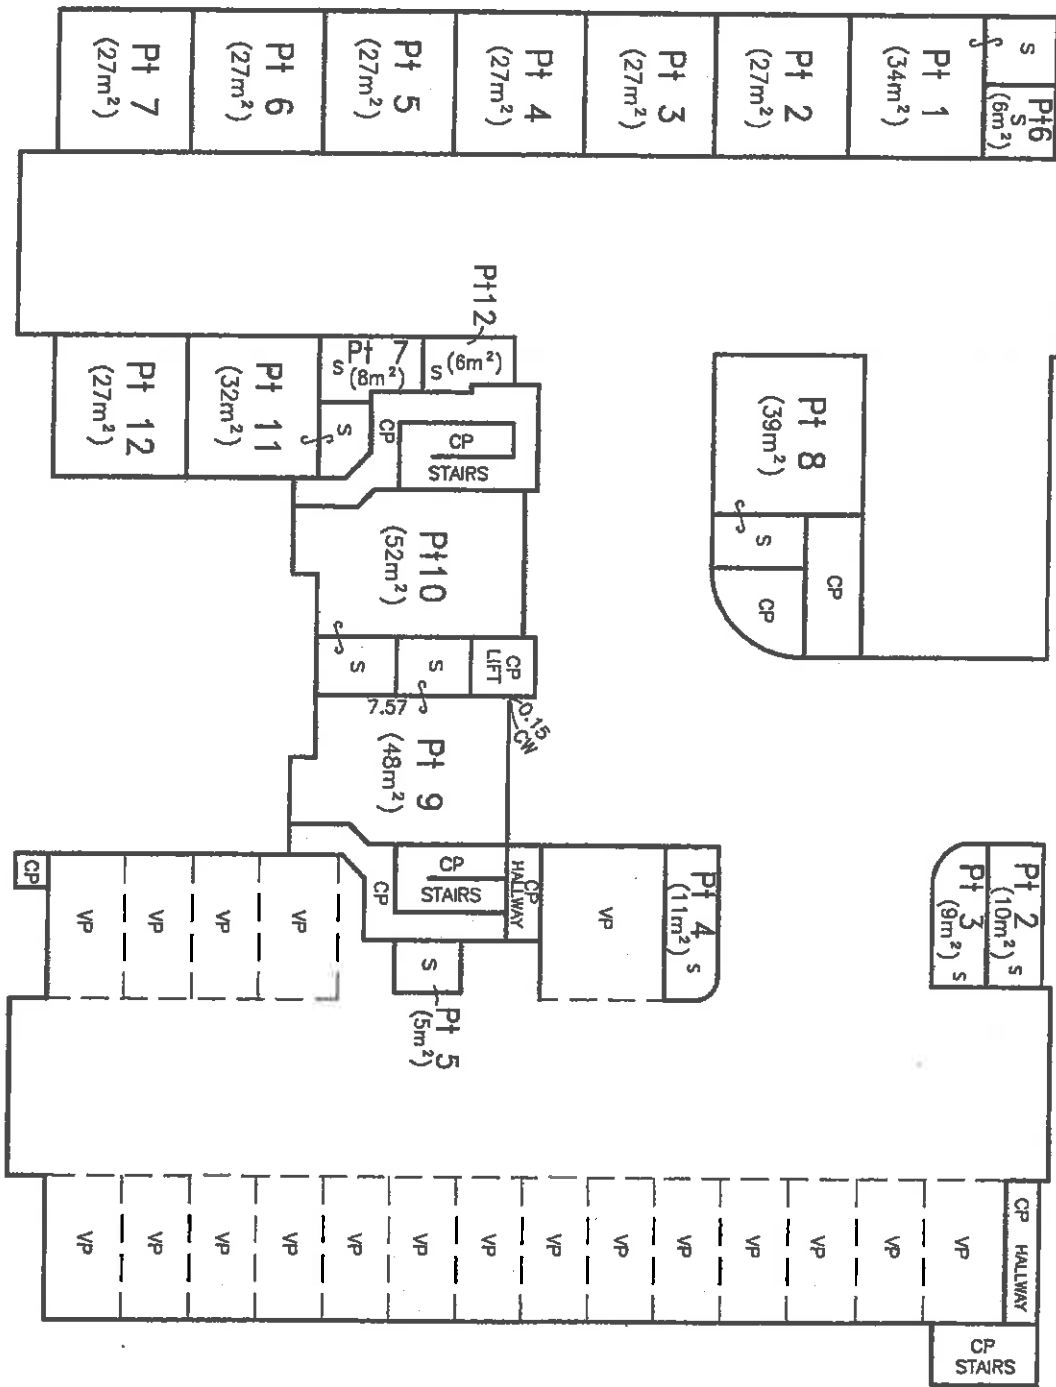 Pt 7
(27m²)
Pt 6
(27m²)
Pt 5
(27m²)
Pt 4
(27m²)
Pt 3
(27m²)
Pt 2
(27m²)
Pt 1
(34m²)
S
Pt6
S
(6m²)
Pt12
Pt 12
(27m²)
Pt 11
(32m²)
Pt 7
S
(8m²)
S
(6m²)
S
CP
CP
STAIRS
Pt 8
(39m²)
S
CP
CP
Pt10
(52m²)
S
S
CP
LIFT
7.57
0.15
CW
Pt 9
(48m²)
CP
VP
VP
VP
VP
CP
CP
STAIRS
CP
HALLWAY
VP
Pt 4
(11m²)
S
Pt 3
(9m²)
S
Pt 2
(10m²)
S
S
Pt 5
(5m²)
VP
VP
VP
VP
VP
VP
VP
VP
VP
VP
VP
VP
VP
VP
CP HALLWAY
CP
STAIRS